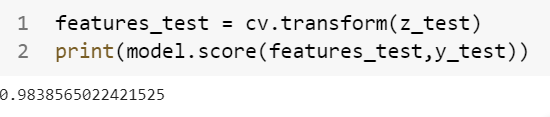 1 features_test = cv.transform(z_test)
2 print(model.score(features_test,y_test))
0.9838565022421525